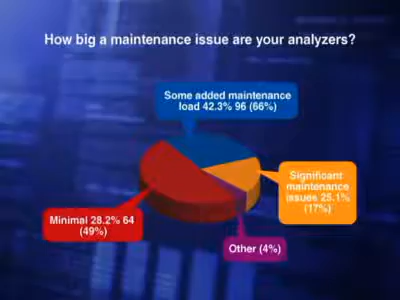 How big a maintenance issue are your analyzers?
Some added maintenance
load 42.3% 96 (66%)
Significant
maintenance
issues 25.1%
(17%)
Minimal 28.2% 64
(49%)
Other (4%)